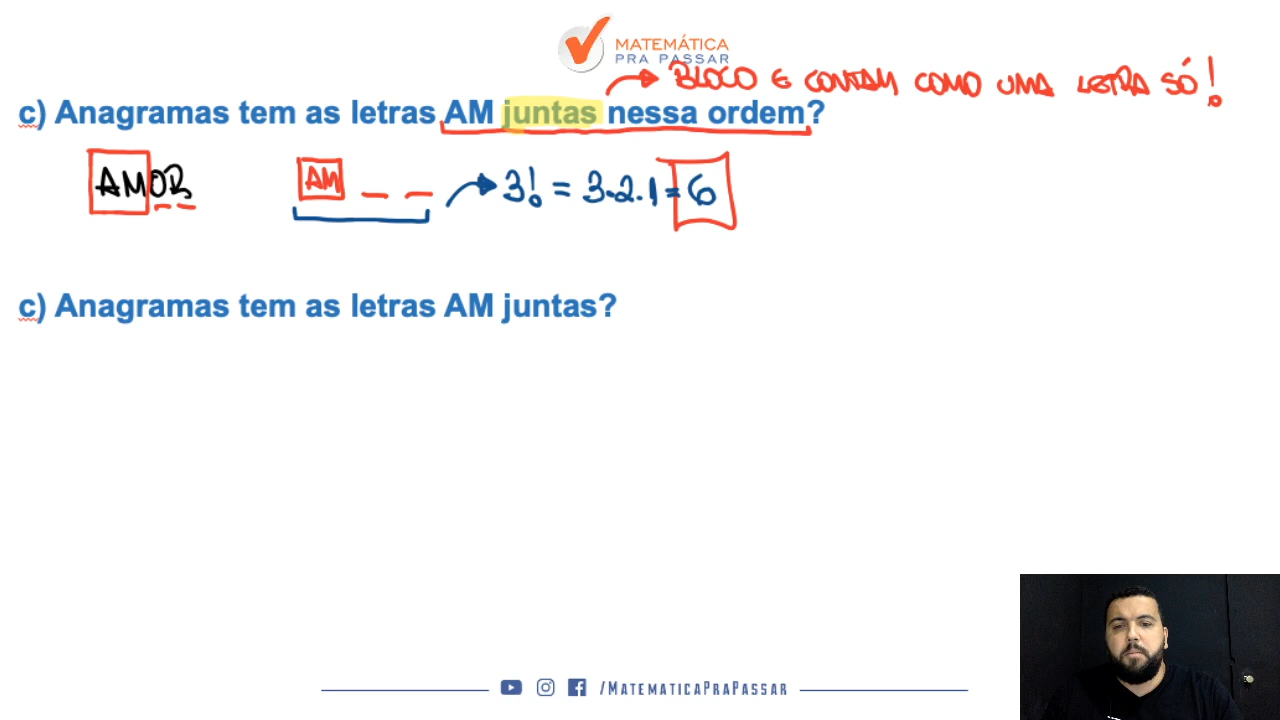 MATEMÁTICA
PRA PASSAR
BLOCO E CONTAM COMO UMA LETRA SÓ!
c) Anagramas tem as letras AM juntas nessa ordem?
AMOR AM _ _ 3! = 3.2.1 = 6
c) Anagramas tem as letras AM juntas?
/MATEMATICAPRAPASSAR